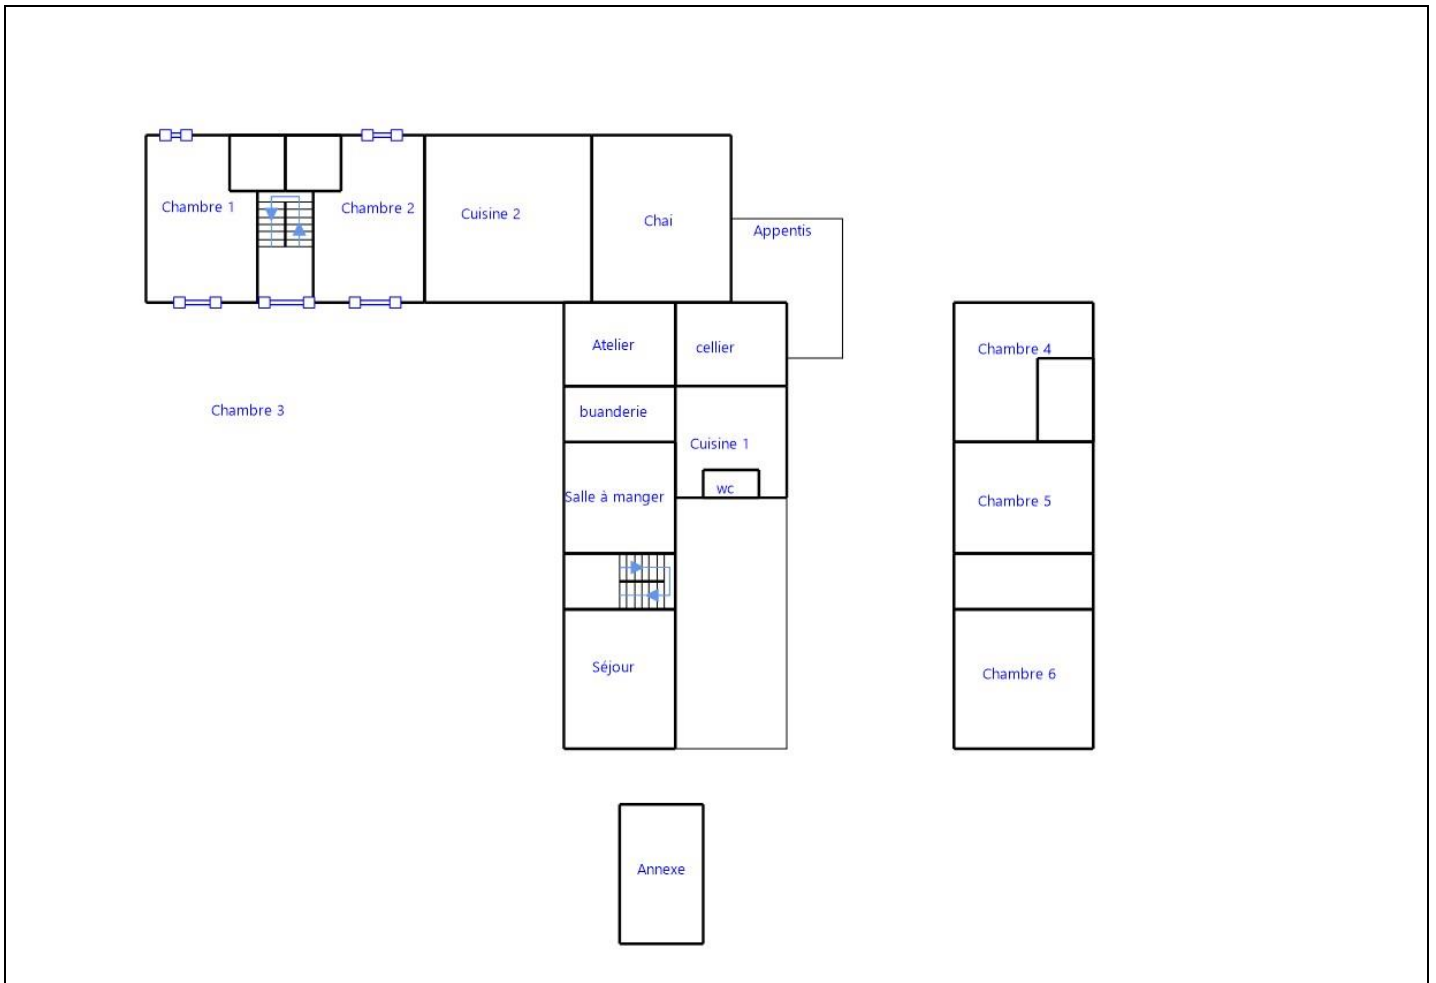 Chambre 1
Chambre 2
Cuisine 2
Chai
Appentis
Atelier
cellier
Chambre 4
Chambre 3
buanderie
Cuisine 1
Salle à manger
wc
Chambre 5
Séjour
Chambre 6
Annexe